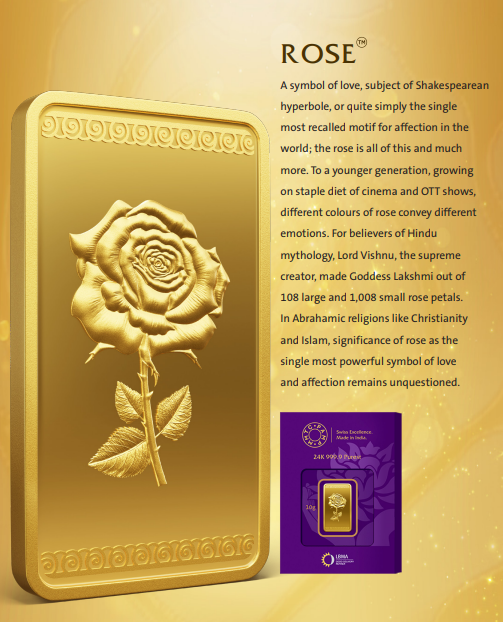 ROSE™
A symbol of love, subject of Shakespearean
hyperbole, or quite simply the single
most recalled motif for affection in the
world; the rose is all of this and much
more. To a younger generation, growing
on staple diet of cinema and OTT shows,
different colours of rose convey different
emotions. For believers of Hindu
mythology, Lord Vishnu, the supreme
creator, made Goddess Lakshmi out of
108 large and 1,008 small rose petals.
In Abrahamic religions like Christianity
and Islam, significance of rose as the
single most powerful symbol of love
and affection remains unquestioned.
Swiss Excellence.
Made in India.
24K 999.9 Purest
10g
LBMA